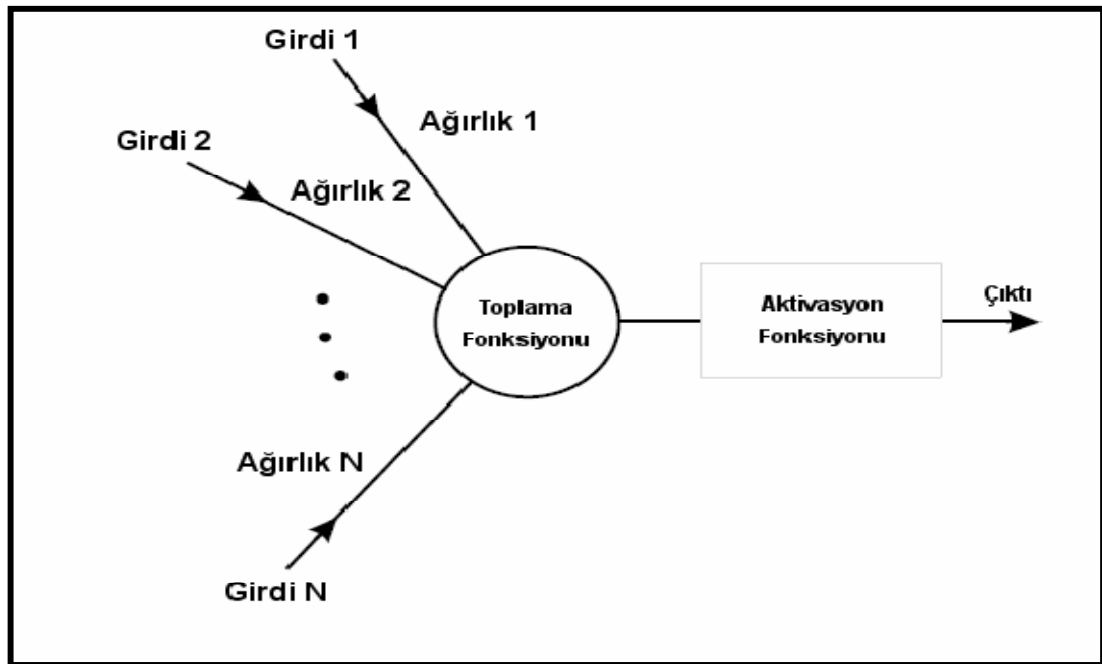 Girdi 1
Ağırlık 1
Girdi 2
Ağırlık 2
Toplama
Fonksiyonu
Aktivasyon
Fonksiyonu
Çıktı
Ağırlık N
Girdi N